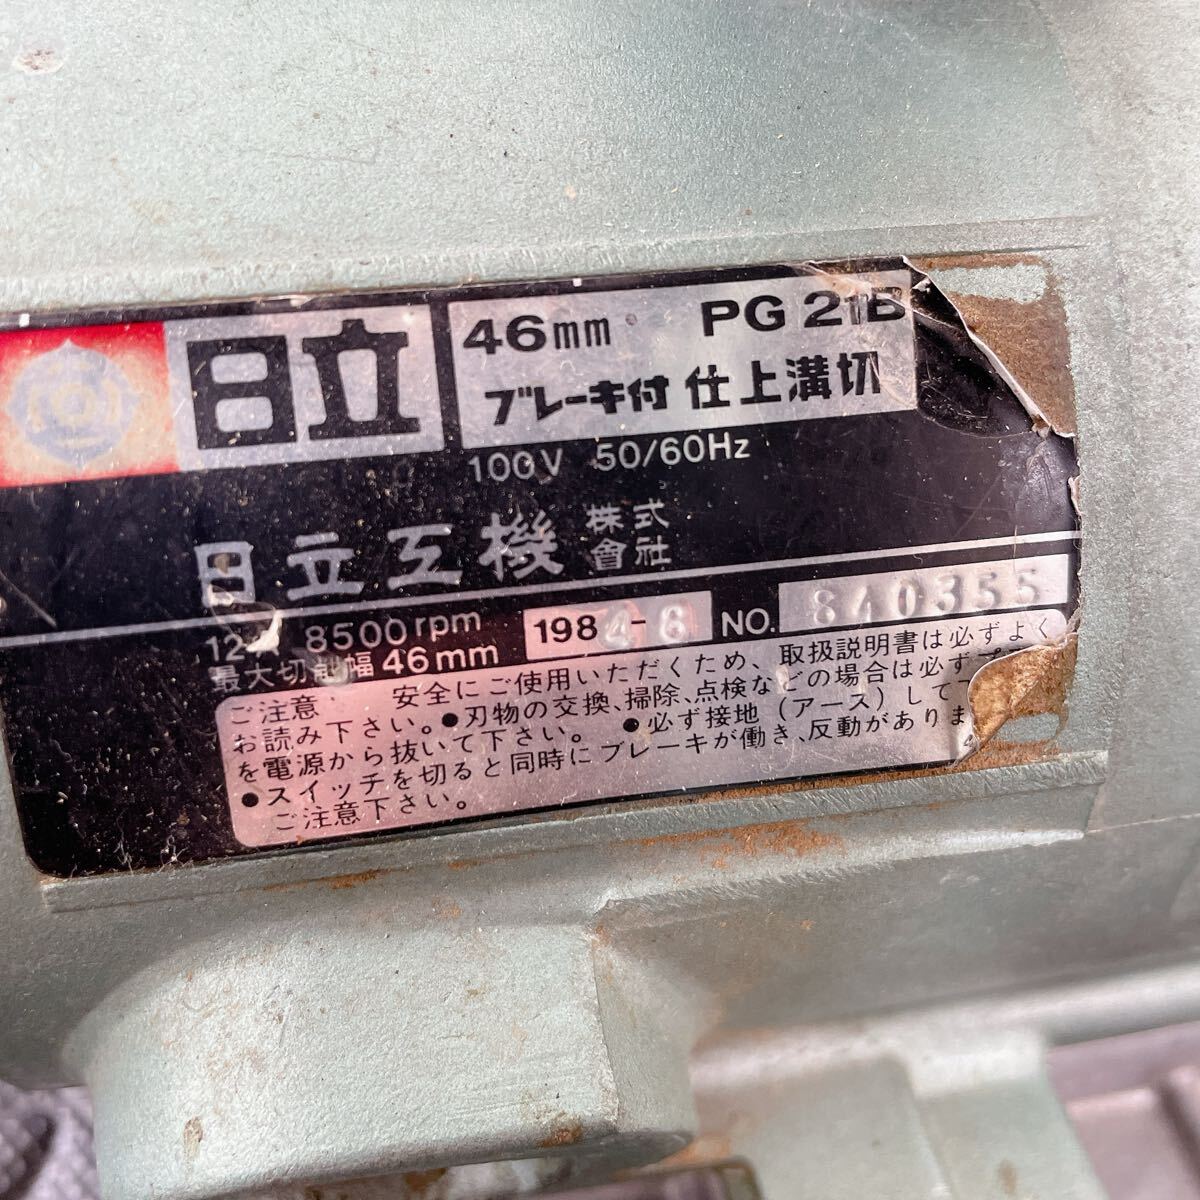 日立
46mm PG 21B
ブレーキ付 仕上溝切
100V 50/60Hz
日立工機 株式會社
8500rpm 1984-6 NO. 840355
最大切削幅 46mm
ご注意: 安全にご使用いただくため、取扱説明書は必ずよく
お読み下さい。●刃物の交換、掃除、点検などの場合は必ずプ
を電源から抜いて下さい。 ●必ず接地(アース)して下
●スイッチを切ると同時にブレーキが働き、反動がありま
ご注意下さい。